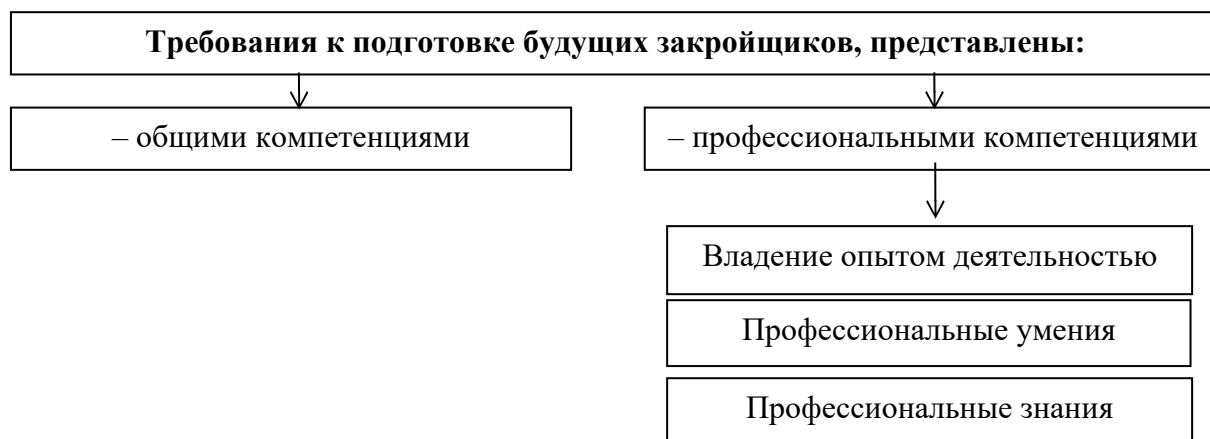 Требования к подготовке будущих закройщиков, представлены:
– общими компетенциями
– профессиональными компетенциями
Владение опытом деятельностью
Профессиональные умения
Профессиональные знания